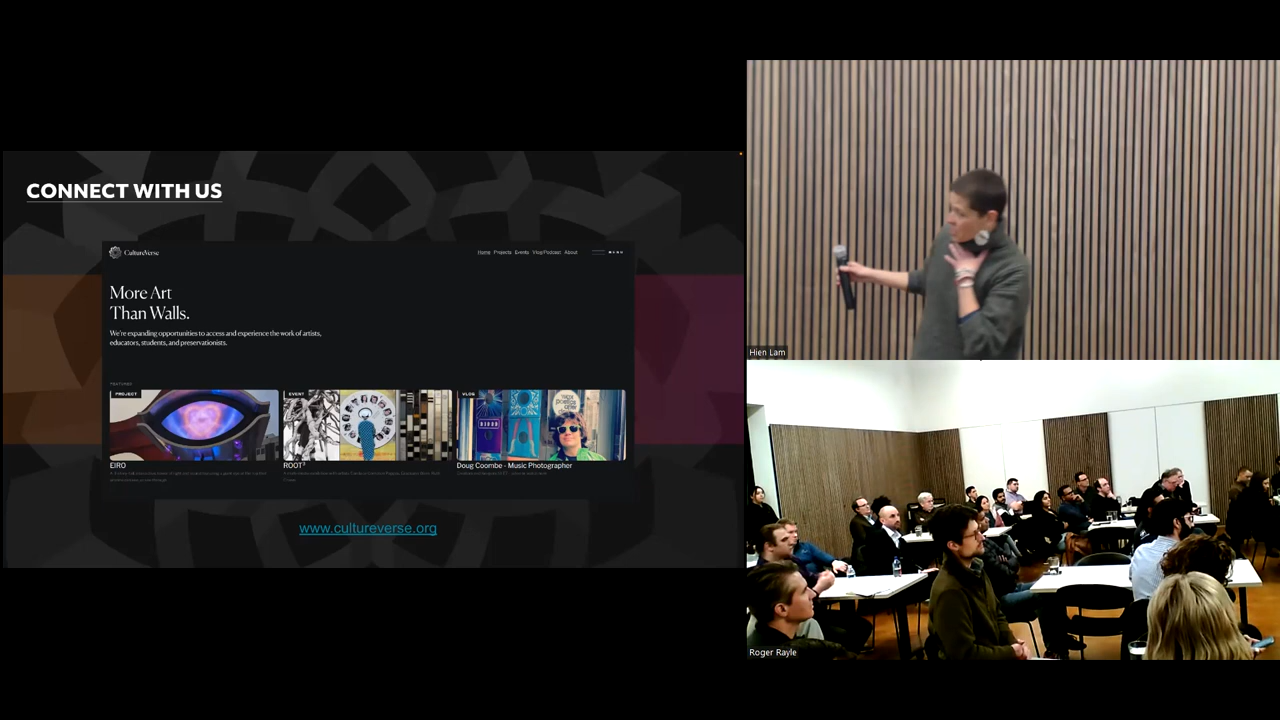 CONNECT WITH US
CultureVerse
Home Projects Events Vlog/Podcast About
More Art
Than Walls.
We're expanding opportunities to access and experience the work of artists,
educators, students, and preservationists.
FEATURED
PROJECT
EVENT
VLOG
EIRO
ROOT³
Doug Coombe - Music Photographer
www.cultureverse.org
Hien Lam
Roger Rayle